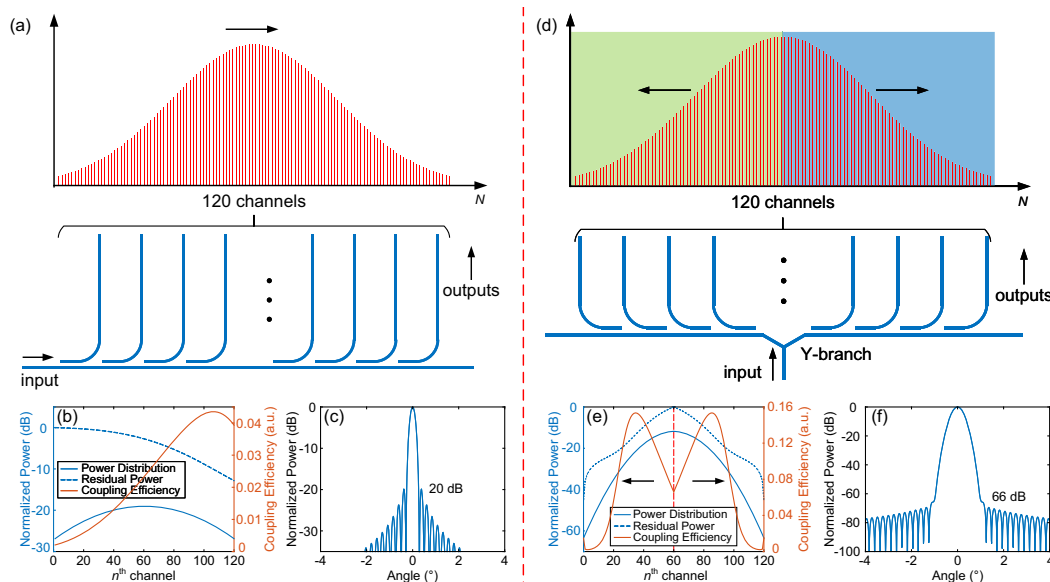 (a)
N
120 channels
outputs
input
(b)
Normalized Power (dB)
0
-10
-20
-30
0 20 40 60 80 100 120
nth channel
0.04
0.03
0.02
0.01
0
Coupling Efficiency (a.u.)
Power Distribution
Residual Power
Coupling Efficiency
(c)
Normalized Power (dB)
0
-10
-20
-30
-4 -2 0 2 4
Angle (°)
20 dB
(d)
N
120 channels
outputs
Y-branch
input
(e)
Normalized Power (dB)
0
-20
-40
-60
0 20 40 60 80 100 120
nth channel
0.16
0.12
0.08
0.04
0
Coupling Efficiency (a.u.)
Power Distribution
Residual Power
Coupling Efficiency
(f)
Normalized Power (dB)
0
-20
-40
-60
-80
-100
-4 -2 0 2 4
Angle (°)
66 dB